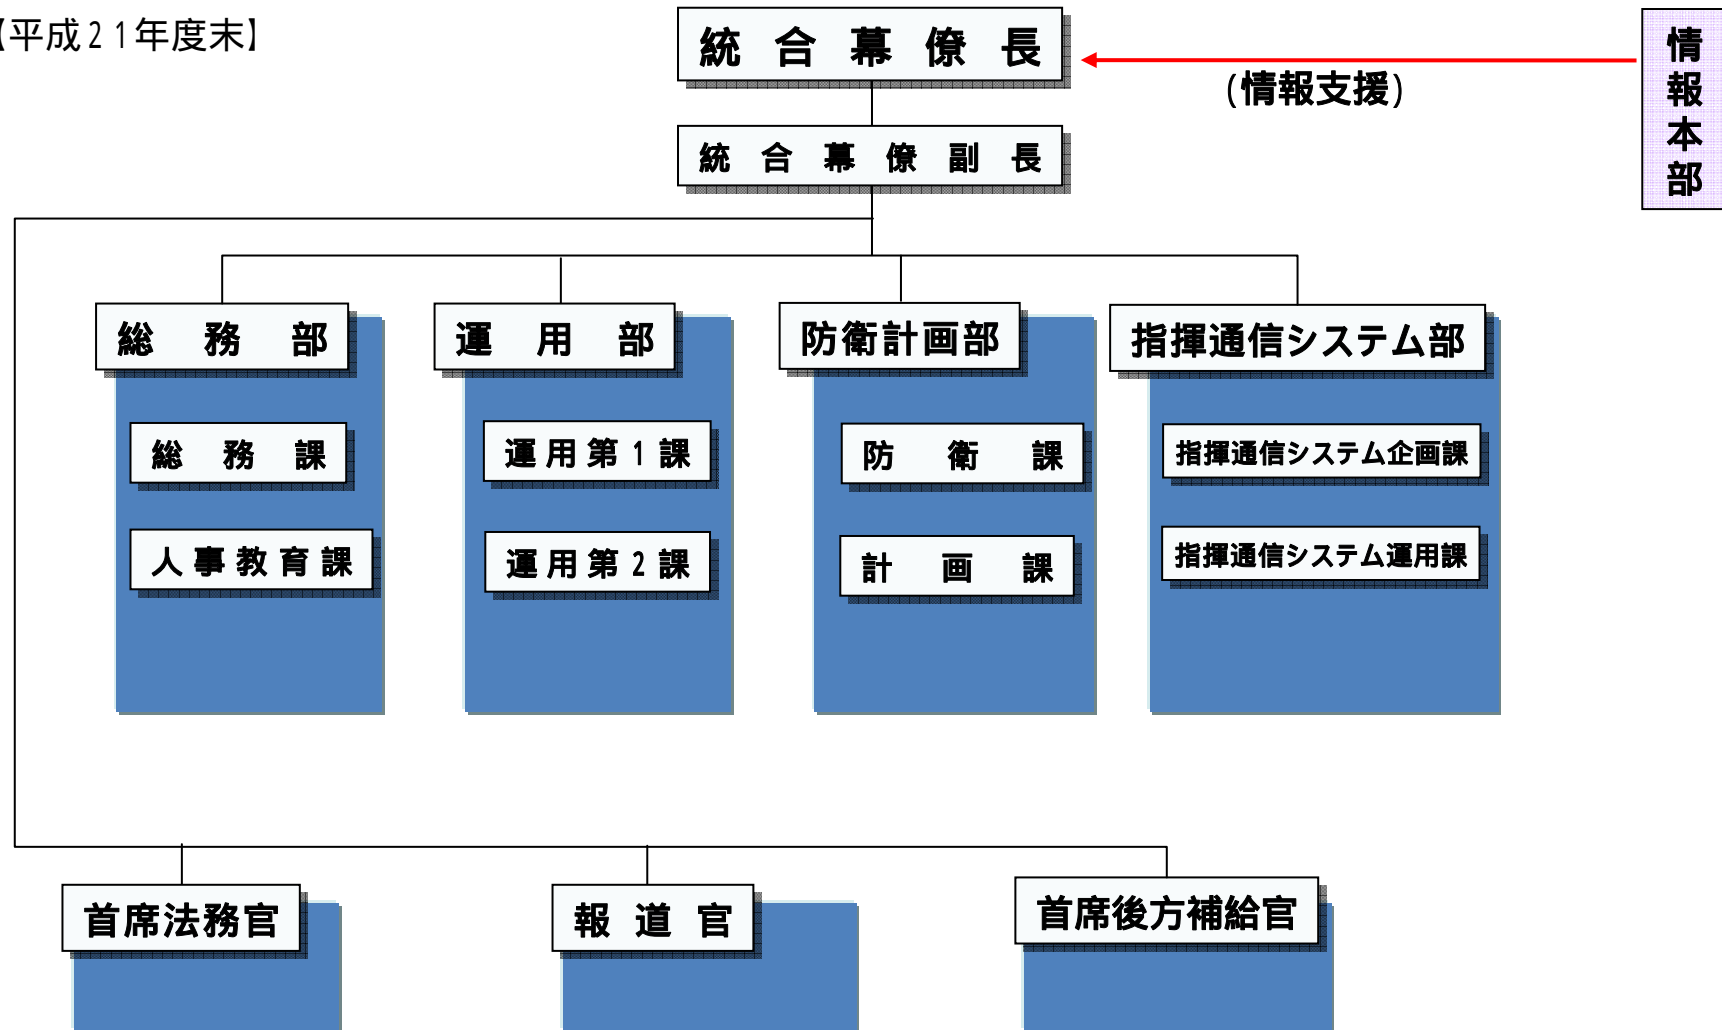 【平成21年度末】
統合幕僚長
(情報支援)
情報本部
統合幕僚副長
総務部
運用部
防衛計画部
指揮通信システム部
総務課
運用第1課
防衛課
指揮通信システム企画課
人事教育課
運用第2課
計画課
指揮通信システム運用課
首席法務官
報道官
首席後方補給官